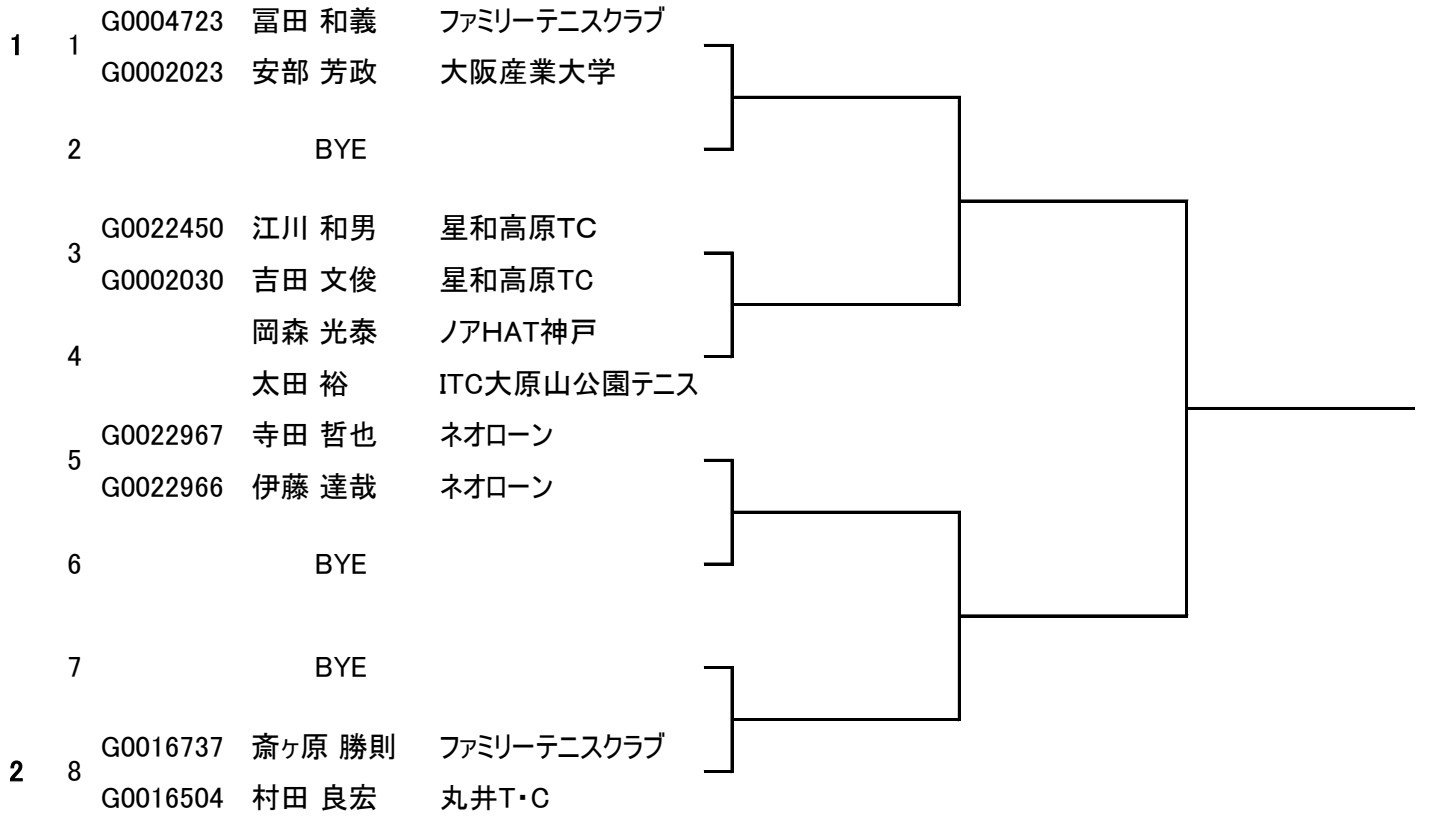 G0004723 冨田 和義 ファミリーテニスクラブ
1 1
G0002023 安部 芳政 大阪産業大学
2 BYE
G0022450 江川 和男 星和高原TC
3
G0002030 吉田 文俊 星和高原TC
岡森 光泰 ノアHAT神戸
4
太田 裕 ITC大原山公園テニス
G0022967 寺田 哲也 ネオローン
5
G0022966 伊藤 達哉 ネオローン
6 BYE
7 BYE
G0016737 斎ヶ原 勝則 ファミリーテニスクラブ
2 8
G0016504 村田 良宏 丸井T・C